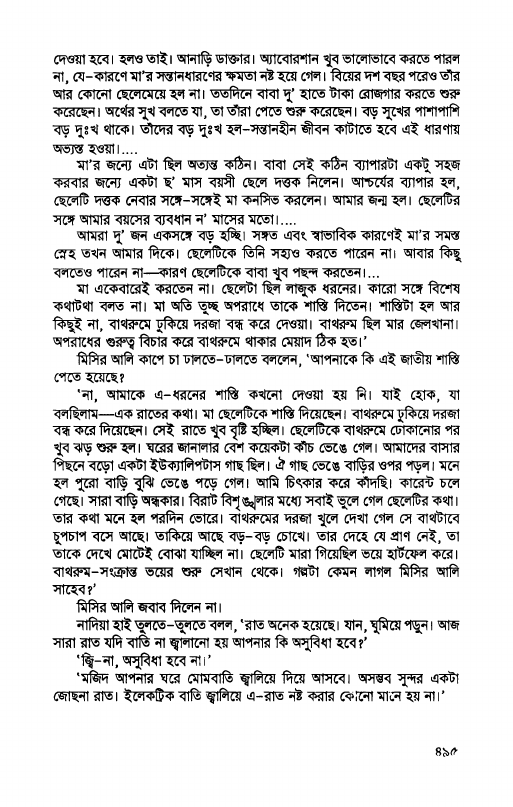 দেওয়া হবে। হলও তাই। আনাড়ি ডাক্তার। অ্যাবোরশান খুব ভালোভাবে করতে পারল
না, যে-কারণে মা'র সন্তানধারণের ক্ষমতা নষ্ট হয়ে গেল। বিয়ের দশ বছর পরেও তাঁর
আর কোনো ছেলেমেয়ে হল না। ততদিনে বাবা দু' হাতে টাকা রোজগার করতে শুরু
করেছেন। অর্থের সুখ বলতে যা, তা তাঁরা পেতে শুরু করেছেন। বড় সুখের পাশাপাশি
বড় দুঃখ থাকে। তাঁদের বড় দুঃখ হল-সন্তানহীন জীবন কাটাতে হবে এই ধারণায়
অভ্যস্ত হওয়া।....
মা'র জন্যে এটা ছিল অত্যন্ত কঠিন। বাবা সেই কঠিন ব্যাপারটা একটু সহজ
করবার জন্যে একটা ছ' মাস বয়সী ছেলে দত্তক নিলেন। আশ্চর্যের ব্যাপার হল,
ছেলেটি দত্তক নেবার সঙ্গে-সঙ্গেই মা কনসিভ করলেন। আমার জন্ম হল। ছেলেটির
সঙ্গে আমার বয়সের ব্যবধান ন' মাসের মতো।....
আমরা দু' জন একসঙ্গে বড় হচ্ছি। সঙ্গত এবং স্বাভাবিক কারণেই মা'র সমস্ত
স্নেহ তখন আমার দিকে। ছেলেটিকে তিনি সহ্যও করতে পারেন না। আবার কিছু
বলতেও পারেন না—কারণ ছেলেটিকে বাবা খুব পছন্দ করতেন।...
মা একেবারেই করতেন না। ছেলেটা ছিল লাজুক ধরনের। কারো সঙ্গে বিশেষ
কথাটথা বলত না। মা অতি তুচ্ছ অপরাধে তাকে শাস্তি দিতেন। শাস্তিটা হল আর
কিছুই না, বাথরুমে ঢুকিয়ে দরজা বন্ধ করে দেওয়া। বাথরুম ছিল মার জেলখানা।
অপরাধের গুরুত্ব বিচার করে বাথরুমে থাকার মেয়াদ ঠিক হত।'
মিসির আলি কাপে চা ঢালতে-ঢালতে বললেন, 'আপনাকে কি এই জাতীয় শাস্তি
পেতে হয়েছে?
'না, আমাকে এ-ধরনের শাস্তি কখনো দেওয়া হয় নি। যাই হোক, যা
বলছিলাম—এক রাতের কথা। মা ছেলেটিকে শাস্তি দিয়েছেন। বাথরুমে ঢুকিয়ে দরজা
বন্ধ করে দিয়েছেন। সেই রাতে খুব বৃষ্টি হচ্ছিল। ছেলেটিকে বাথরুমে ঢোকানোর পর
খুব ঝড় শুরু হল। ঘরের জানালার বেশ কয়েকটা কাঁচ ভেঙে গেল। আমাদের বাসার
পিছনে বড়ো একটা ইউক্যালিপটাস গাছ ছিল। ঐ গাছ ভেঙে বাড়ির ওপর পড়ল। মনে
হল পুরো বাড়ি বুঝি ভেঙে পড়ে গেল। আমি চিৎকার করে কাঁদছি। কারেন্ট চলে
গেছে। সারা বাড়ি অন্ধকার। বিরাট বিশৃঙ্খলার মধ্যে সবাই ভুলে গেল ছেলেটির কথা।
তার কথা মনে হল পরদিন ভোরে। বাথরুমের দরজা খুলে দেখা গেল সে বাথটাবে
চুপচাপ বসে আছে। তাকিয়ে আছে বড়-বড় চোখে। তার দেহে যে প্রাণ নেই, তা
তাকে দেখে মোটেই বোঝা যাচ্ছিল না। ছেলেটি মারা গিয়েছিল ভয়ে হার্টফেল করে।
বাথরুম-সংক্রান্ত ভয়ের শুরু সেখান থেকে। গল্পটা কেমন লাগল মিসির আলি
সাহেব?'
মিসির আলি জবাব দিলেন না।
নাদিয়া হাই তুলতে-তুলতে বলল, 'রাত অনেক হয়েছে। যান, ঘুমিয়ে পড়ুন। আজ
সারা রাত যদি বাতি না জ্বালানো হয় আপনার কি অসুবিধা হবে?'
'জ্বি-না, অসুবিধা হবে না।'
'মজিদ আপনার ঘরে মোমবাতি জ্বালিয়ে দিয়ে আসবে। অসম্ভব সুন্দর একটা
জোছনা রাত। ইলেকট্রিক বাতি জ্বালিয়ে এ-রাত নষ্ট করার কোনো মানে হয় না।'
৪৯৫